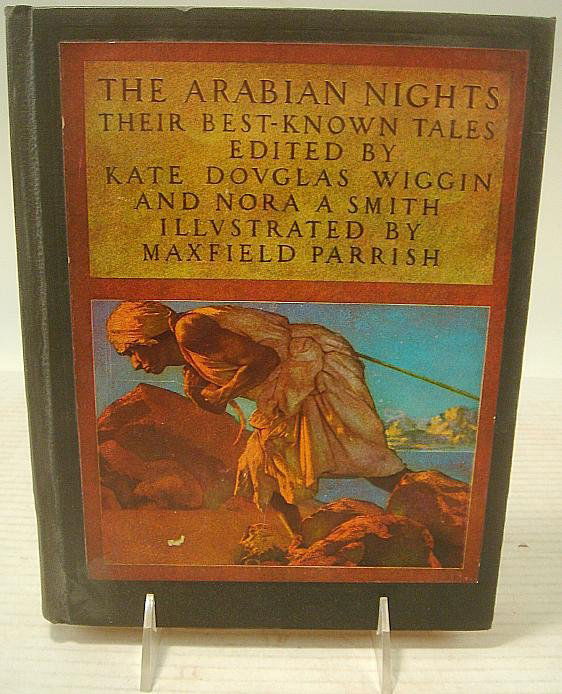 THE ARABIAN NIGHTS
THEIR BEST-KNOWN TALES
EDITED BY
KATE DOVGLAS WIGGIN
AND NORA A SMITH
ILLVSTRATED BY
MAXFIELD PARRISH